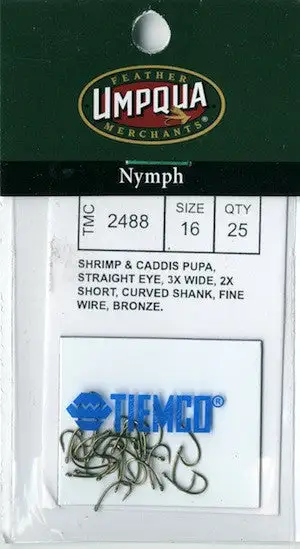 FEATHER
UMPQUA
MERCHANTS®
Nymph
TMC 2488 SIZE 16 QTY 25
SHRIMP & CADDIS PUPA,
STRAIGHT EYE, 3X WIDE, 2X
SHORT, CURVED SHANK, FINE
WIRE, BRONZE.
TIEMCO®